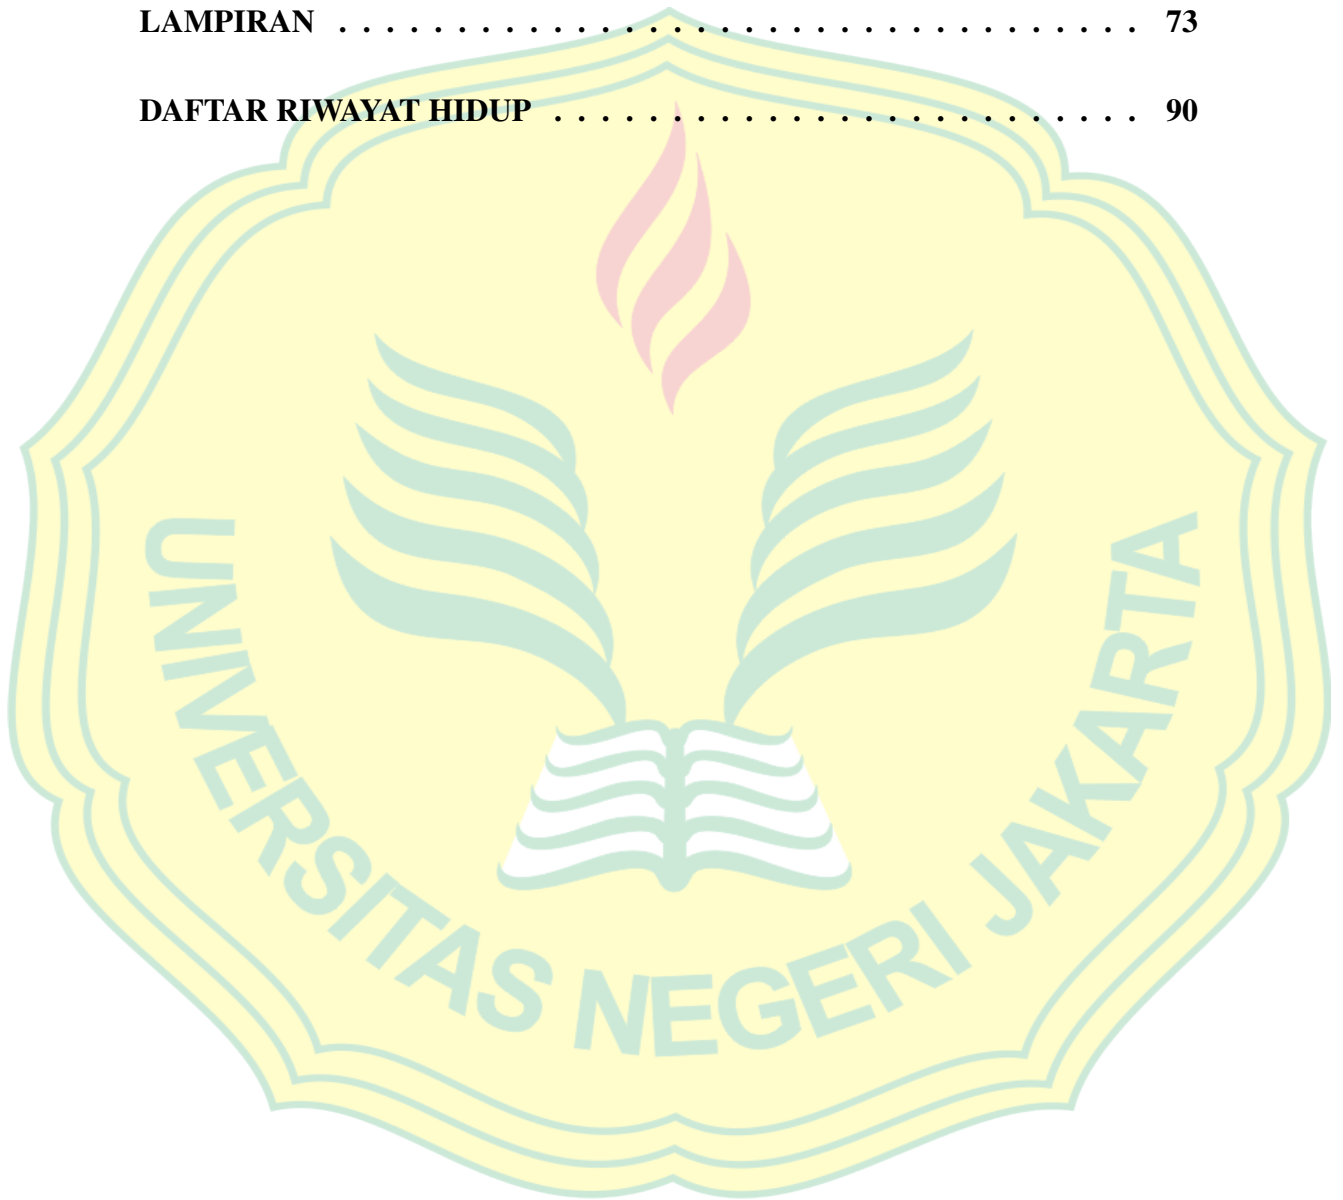 LAMPIRAN . . . . . . . . . . . . . . . . . . . . . . . . . . . . . . . . . . 73
DAFTAR RIWAYAT HIDUP . . . . . . . . . . . . . . . . . . . . . . . . . 90
UNIVERSITAS NEGERI JAKARTA